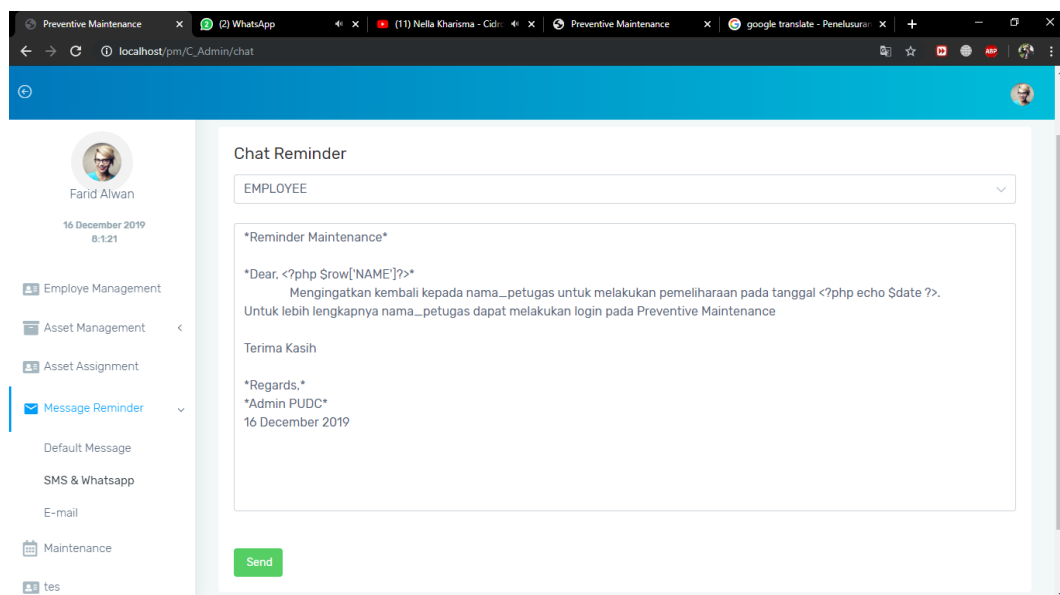 Preventive Maintenance
(2) WhatsApp
(11) Nella Kharisma - Cidro
Preventive Maintenance
google translate - Penelusuran
localhost/pm/C_Admin/chat
ABP
Farid Alwan
16 December 2019
8:1:21
Employe Management
Asset Management
Asset Assignment
Message Reminder
Default Message
SMS & Whatsapp
E-mail
Maintenance
tes
Chat Reminder
EMPLOYEE
*Reminder Maintenance*
*Dear, <?php $row['NAME']?>*
Mengingatkan kembali kepada nama_petugas untuk melakukan pemeliharaan pada tanggal <?php echo $date ?>.
Untuk lebih lengkapnya nama_petugas dapat melakukan login pada Preventive Maintenance
Terima Kasih
*Regards,*
*Admin PUDC*
16 December 2019
Send